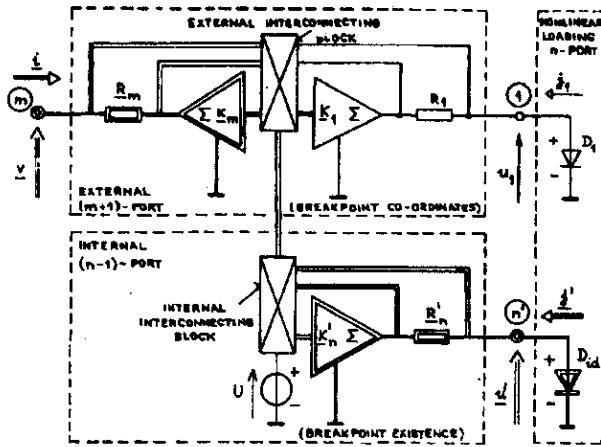 EXTERNAL INTERCONNECTING BLOCK
NONLINEAR LOADING n-PORT
i
m
R_m
Σ K_m
K_1 Σ
R_1
1
j_1
D_1
+
-
v
u_1
EXTERNAL (m+1)-PORT
(BREAKPOINT CO-ORDINATES)
INTERNAL (n-1)-PORT
INTERNAL INTERCONNECTING BLOCK
K'_n Σ
R'_n
n'
j'
D_id
+
-
U
+
-
u'
(BREAKPOINT EXISTENCE)